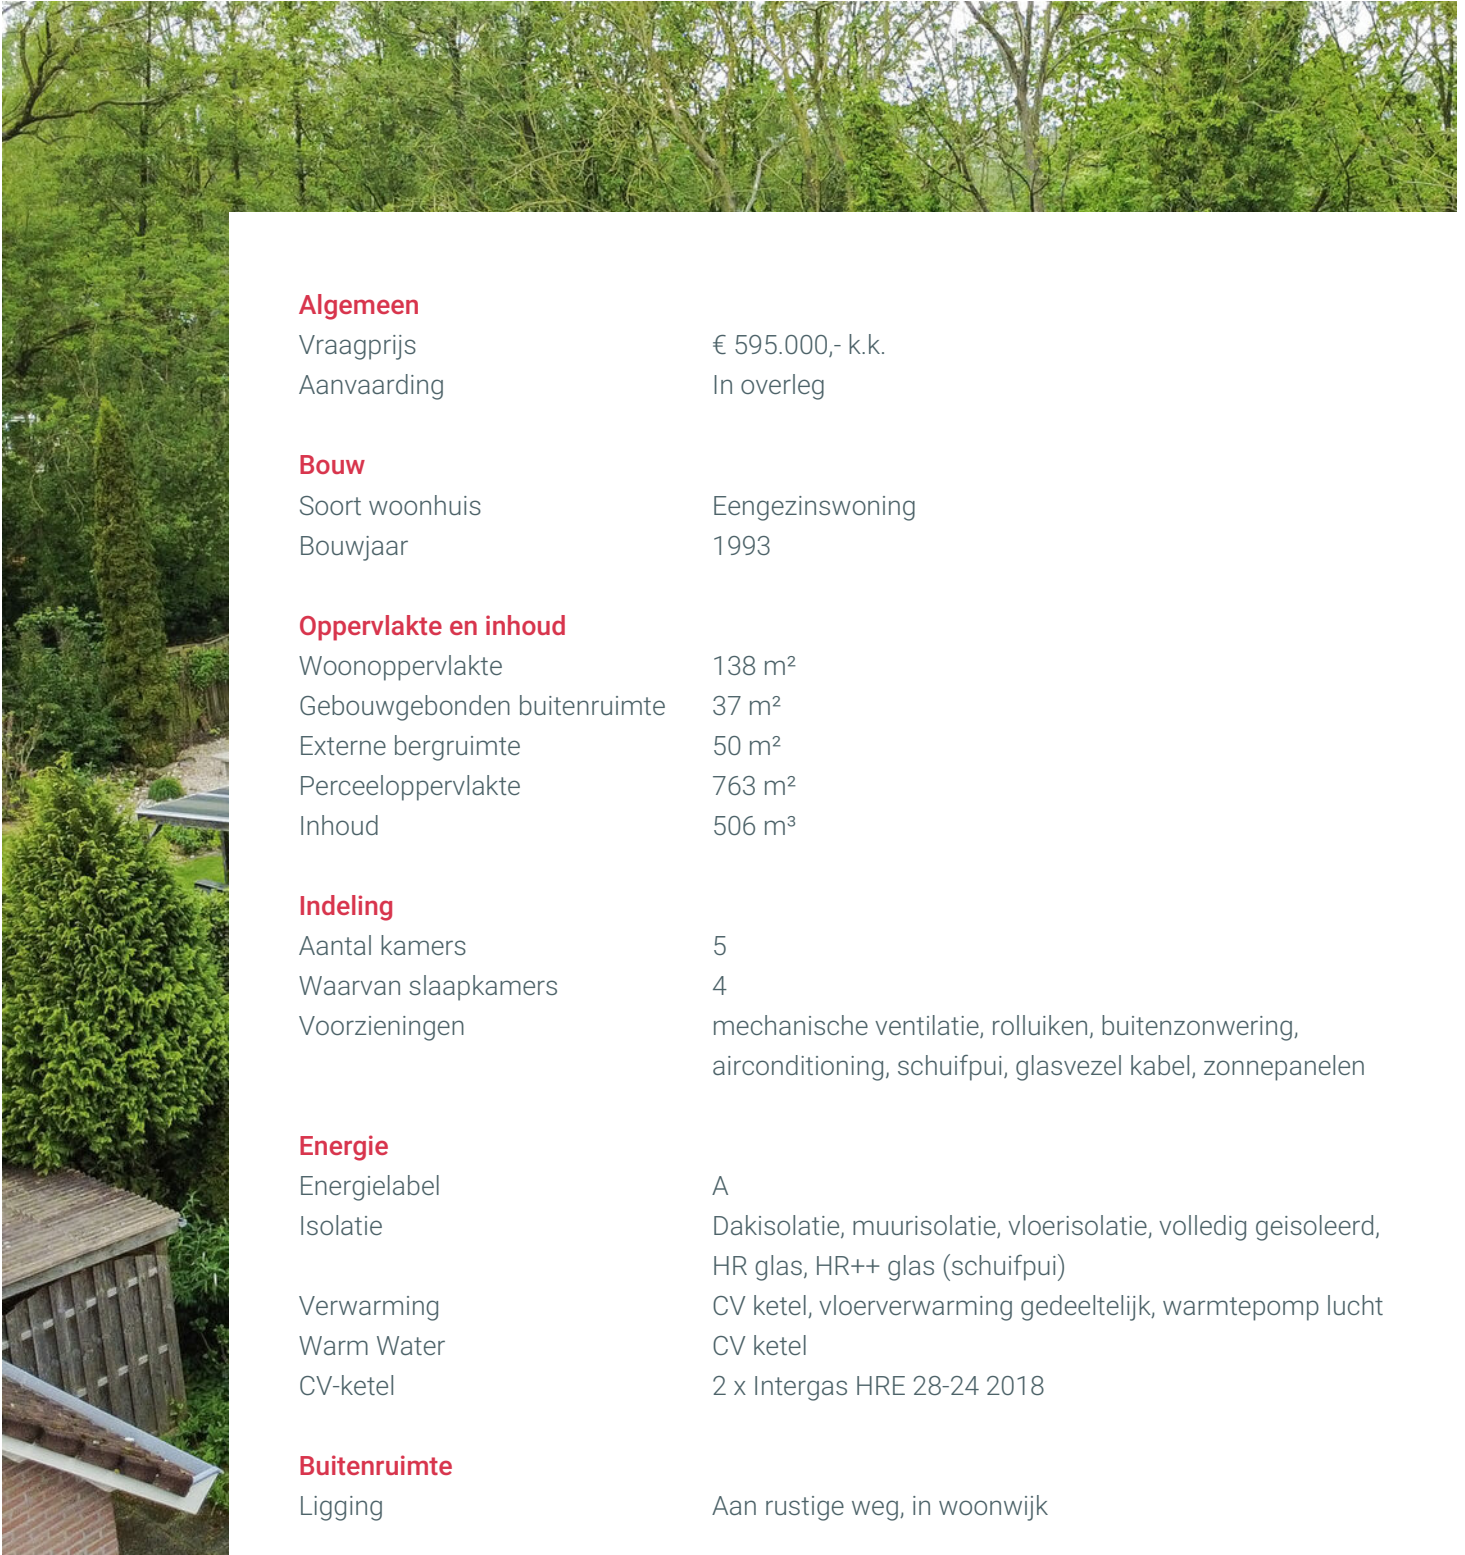 Algemeen
Vraagprijs € 595.000,- k.k.
Aanvaarding In overleg
Bouw
Soort woonhuis Eengezinswoning
Bouwjaar 1993
Oppervlakte en inhoud
Woonoppervlakte 138 m²
Gebouwgebonden buitenruimte 37 m²
Externe bergruimte 50 m²
Perceeloppervlakte 763 m²
Inhoud 506 m³
Indeling
Aantal kamers 5
Waarvan slaapkamers 4
Voorzieningen mechanische ventilatie, rolluiken, buitenzonwering,
airconditioning, schuifpui, glasvezel kabel, zonnepanelen
Energie
Energielabel A
Isolatie Dakisolatie, muurisolatie, vloerisolatie, volledig geisoleerd,
HR glas, HR++ glas (schuifpui)
Verwarming CV ketel, vloerverwarming gedeeltelijk, warmtepomp lucht
Warm Water CV ketel
CV-ketel 2 x Intergas HRE 28-24 2018
Buitenruimte
Ligging Aan rustige weg, in woonwijk